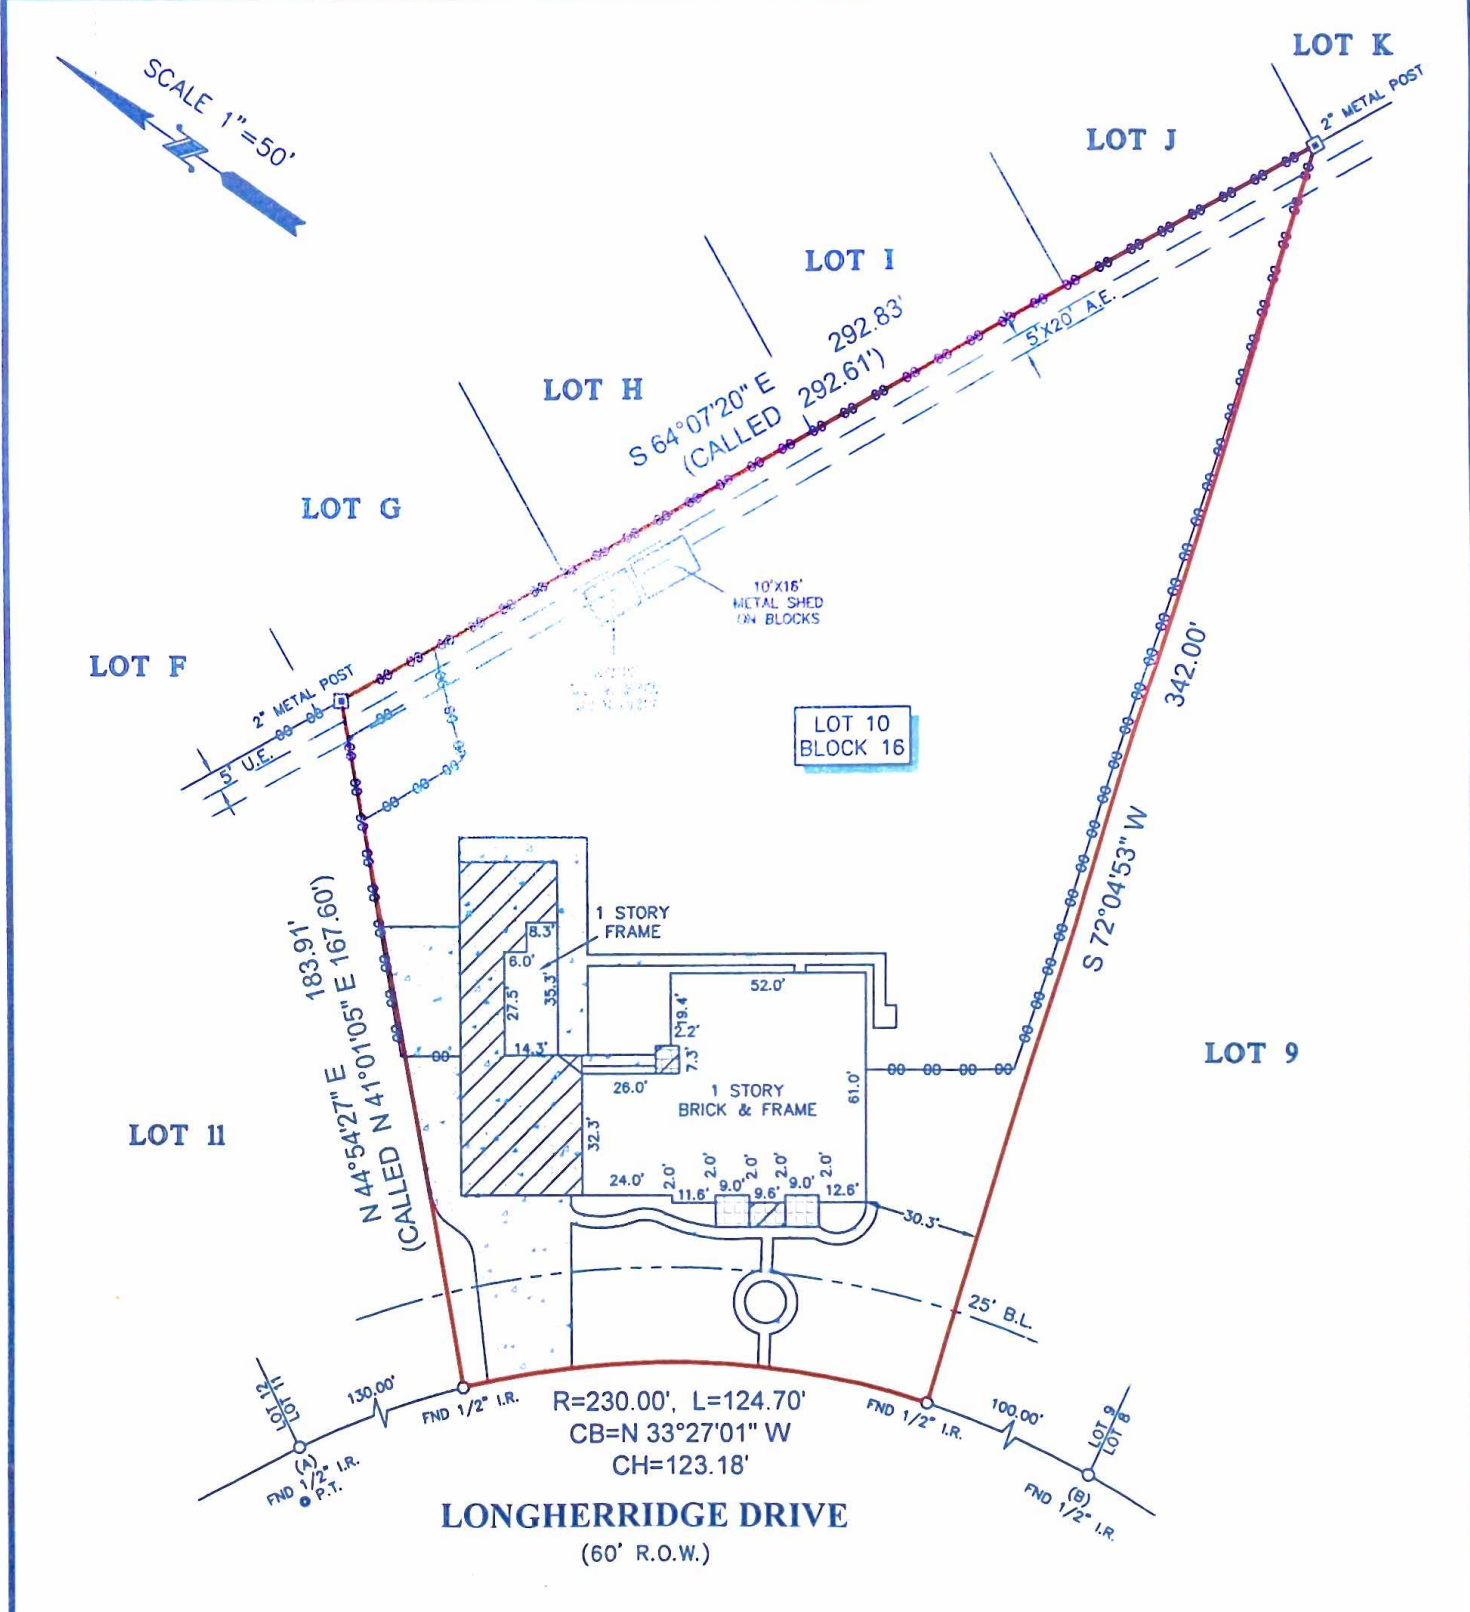 LOT K
2" METAL POST
SCALE 1"=50'
LOT J
LOT I
5'X20' A.E.
292.83'
S 64°07'20" E
(CALLED 292.61')
LOT H
LOT G
10'X16'
METAL SHED
ON BLOCKS
LOT F
2" METAL POST
5' U.E.
LOT 10
BLOCK 16
342.00'
S 72°04'53" W
183.91'
N 44°54'27" E
(CALLED N 41°01'05" E 167.60')
1 STORY
FRAME
8.3'
6.0'
27.5'
35.3'
14.3'
52.0'
19.4'
2.2'
7.3'
26.0'
61.0'
1 STORY
BRICK & FRAME
LOT 9
LOT 11
32.3'
24.0'
2.0'
11.6'
2.0'
9.0'
2.0'
9.6'
2.0'
9.0'
2.0'
12.6'
30.3'
25' B.L.
LOT 12
LOT 11
130.00'
FND 1/2" I.R.
R=230.00', L=124.70'
CB=N 33°27'01" W
CH=123.18'
FND 1/2" I.R.
100.00'
LOT 9
LOT 8
(A)
FND 1/2" I.R.
@ P.T.
(B)
FND 1/2" I.R.
LONGHERRIDGE DRIVE
(60' R.O.W.)